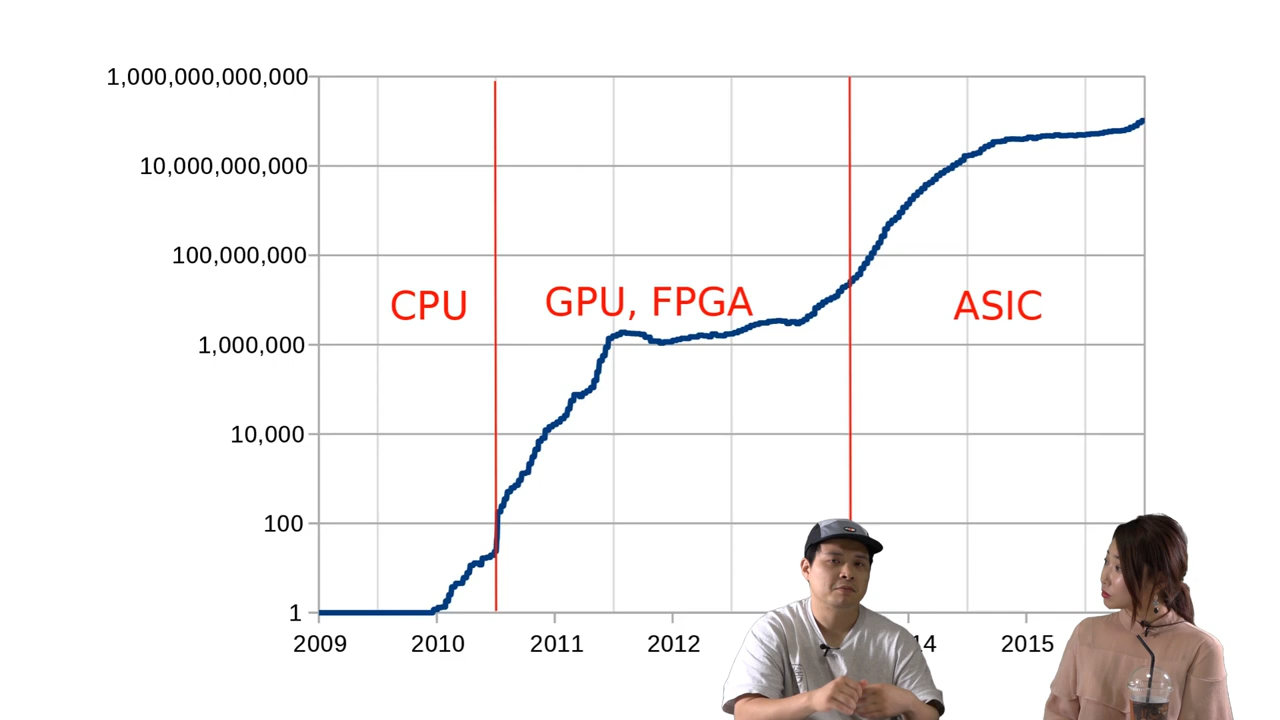 1,000,000,000,000
10,000,000,000
100,000,000
1,000,000
10,000
100
1
CPU
GPU, FPGA
ASIC
2009 2010 2011 2012 14 2015